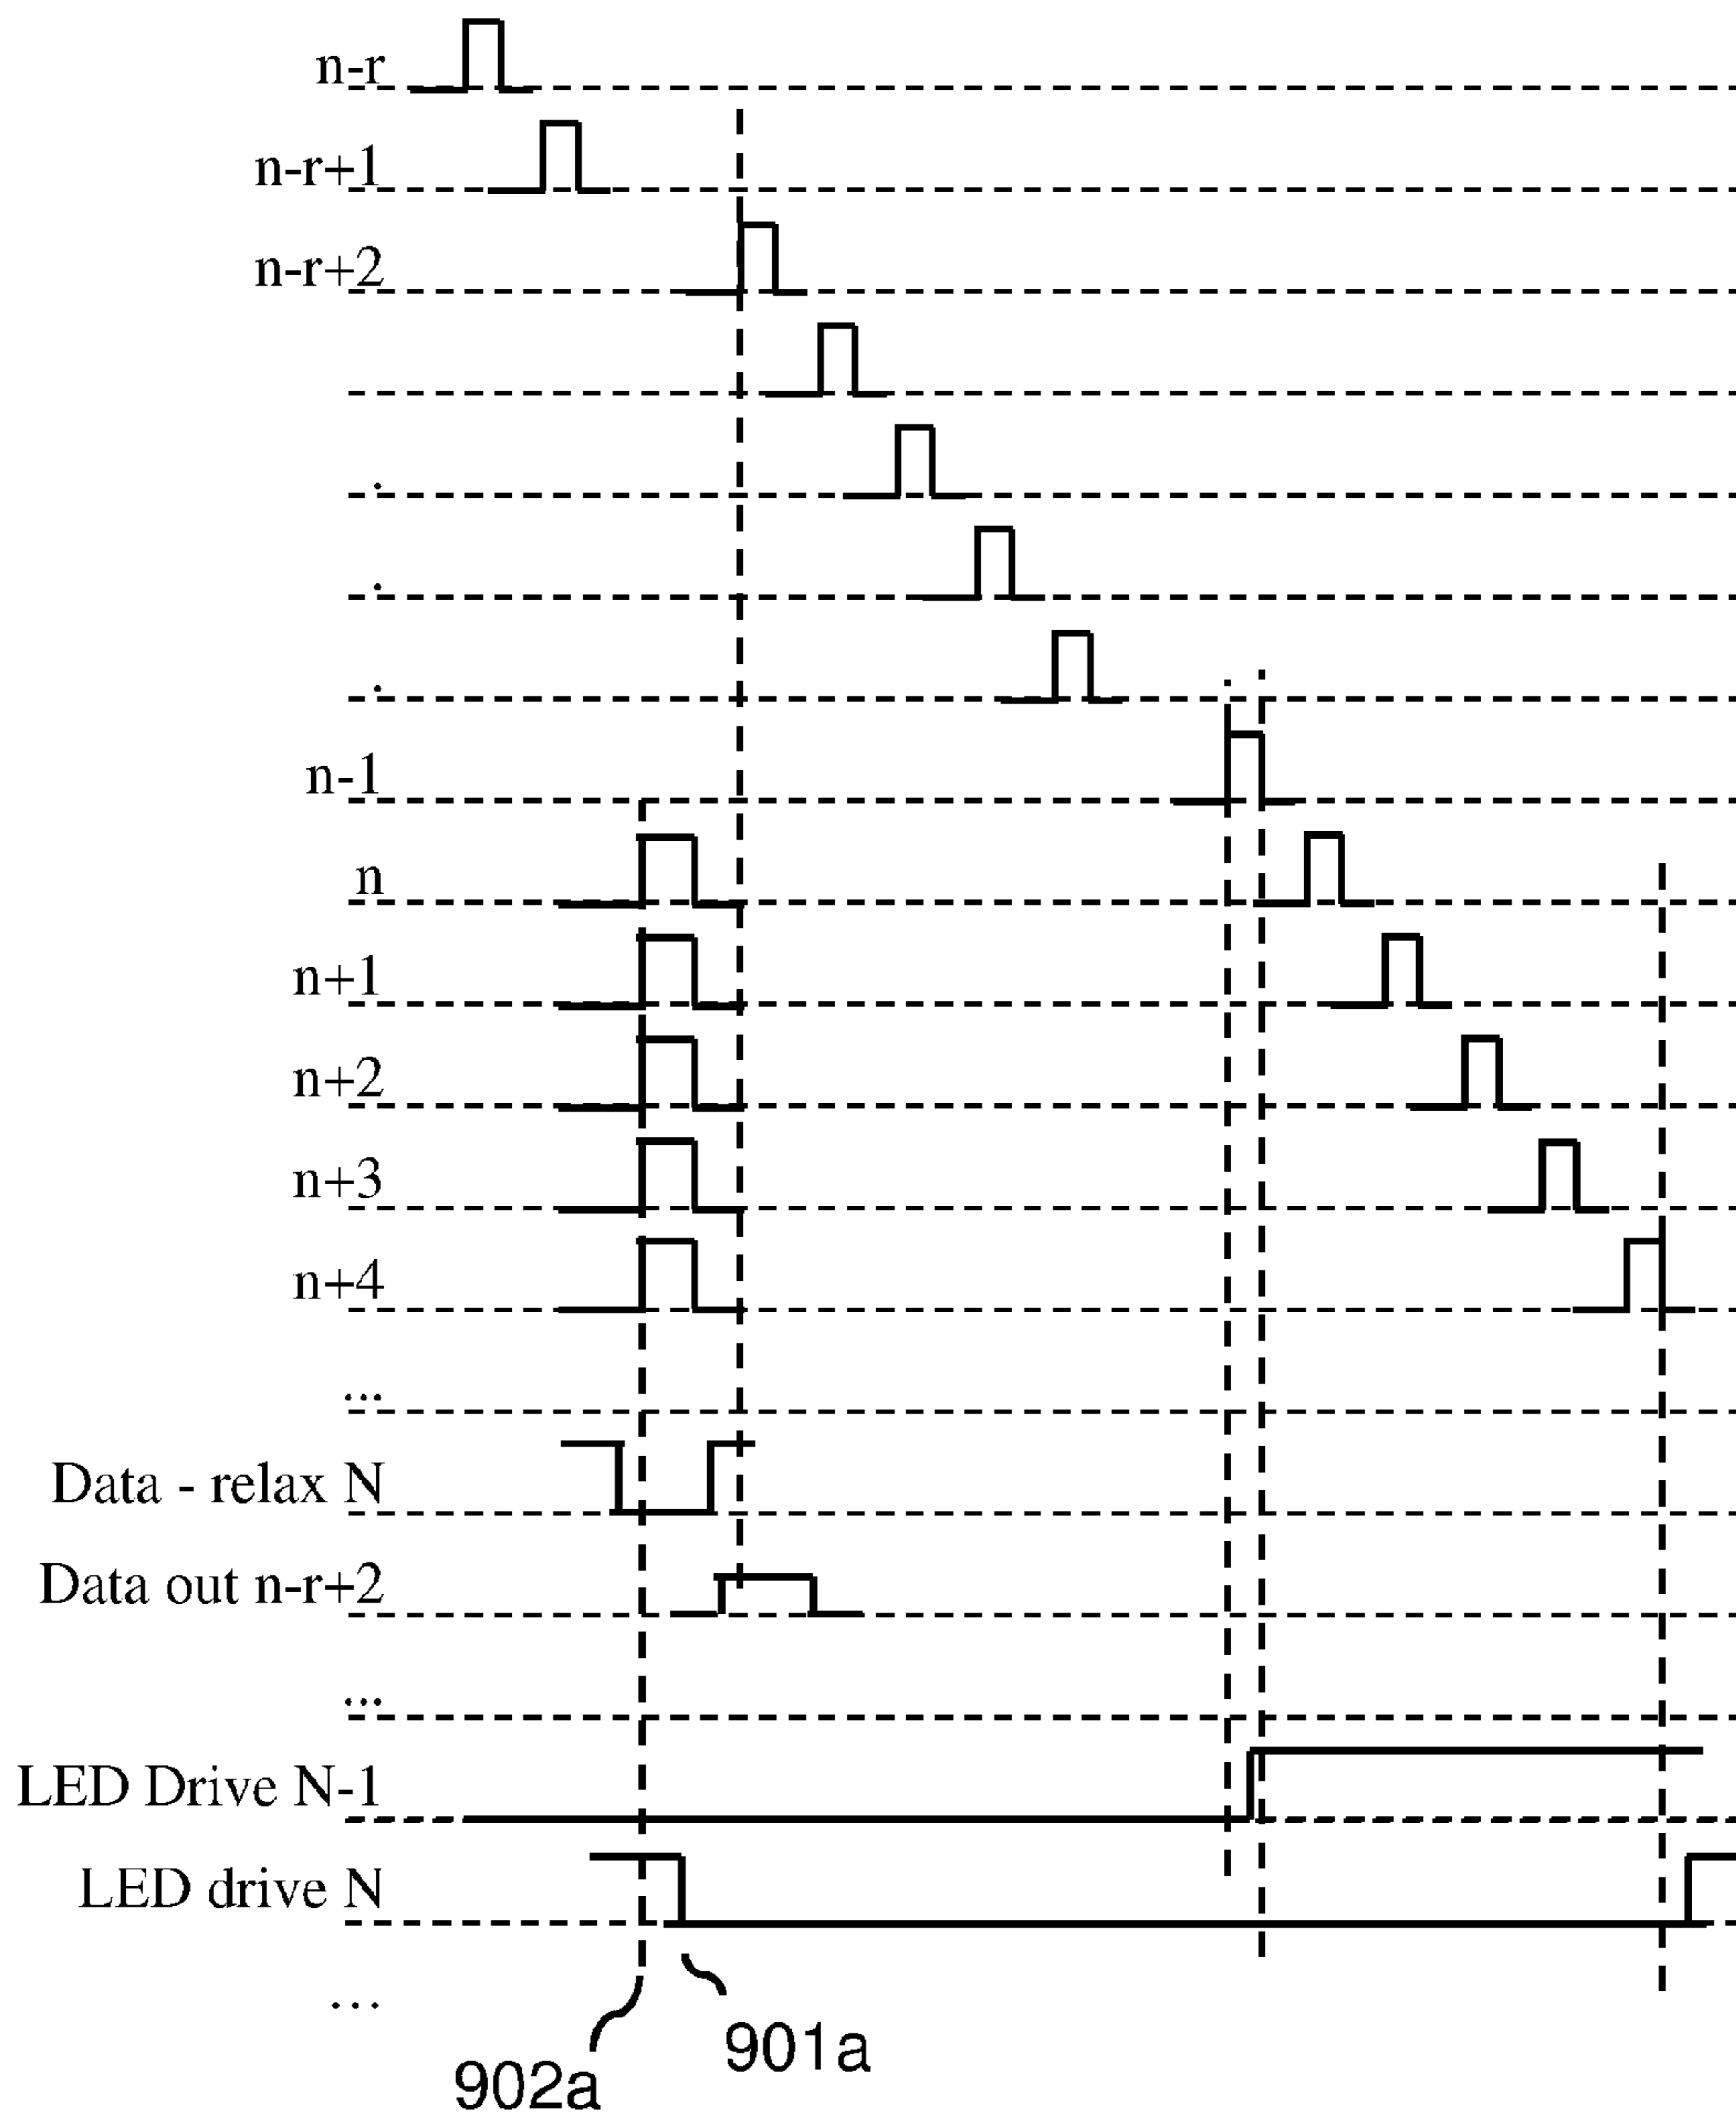 n-r
n-r+1
n-r+2
.
.
.
n-1
n
n+1
n+2
n+3
n+4
...
Data - relax N
Data out n-r+2
...
LED Drive N-1
LED drive N
...
901a
902a